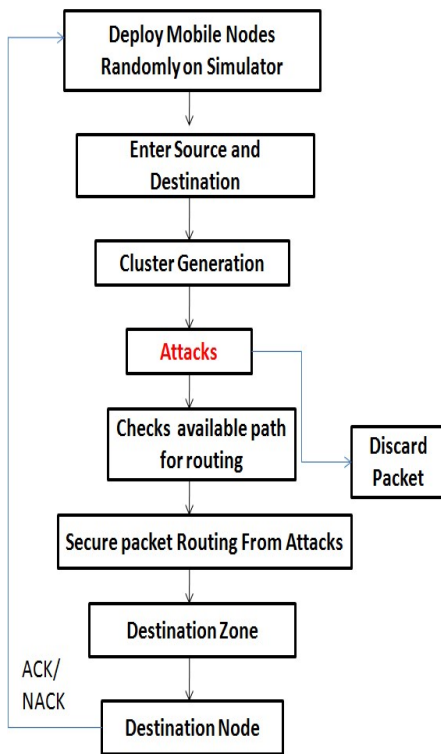 Deploy Mobile Nodes
Randomly on Simulator
Enter Source and
Destination
Cluster Generation
Attacks
Checks available path
for routing
Discard
Packet
Secure packet Routing From Attacks
Destination Zone
ACK/
NACK
Destination Node